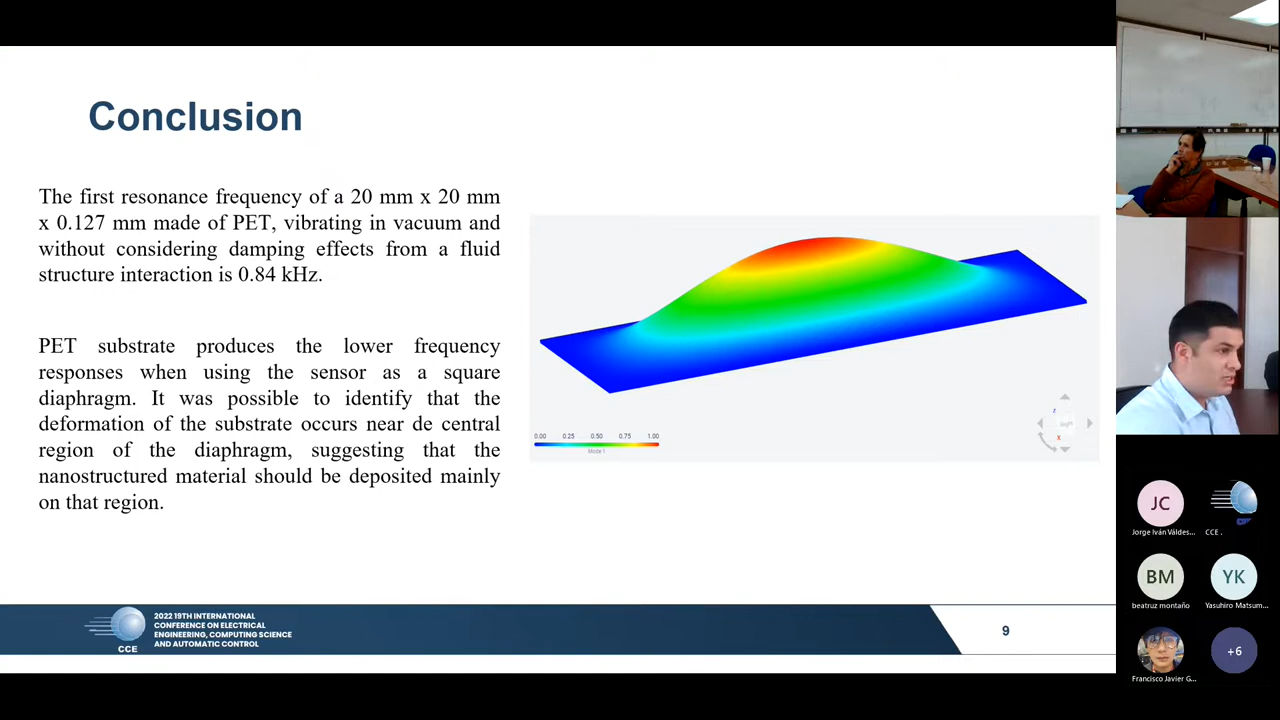 Conclusion
The first resonance frequency of a 20 mm x 20 mm
x 0.127 mm made of PET, vibrating in vacuum and
without considering damping effects from a fluid
structure interaction is 0.84 kHz.
PET substrate produces the lower frequency
responses when using the sensor as a square
diaphragm. It was possible to identify that the
deformation of the substrate occurs near de central
region of the diaphragm, suggesting that the
nanostructured material should be deposited mainly
on that region.
0.00 0.25 0.50 0.75 1.00
Mode 1
z
x
CCE
2022 19TH INTERNATIONAL
CONFERENCE ON ELECTRICAL
ENGINEERING, COMPUTING SCIENCE
AND AUTOMATIC CONTROL
9
JC
Jorge Iván Váldes...
CCE .
BM
beatruz montaño
YK
Yasuhiro Matsum...
Francisco Javier G...
+6